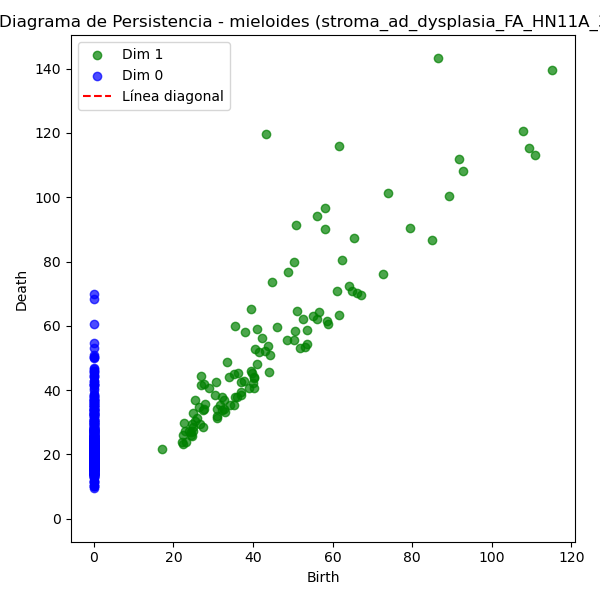 Diagrama de Persistencia - mieloides (stroma_ad_dysplasia_FA_HN11A_
Dim 1
Dim 0
Línea diagonal
140
120
100
80
60
40
20
0
Death
0 20 40 60 80 100 120
Birth